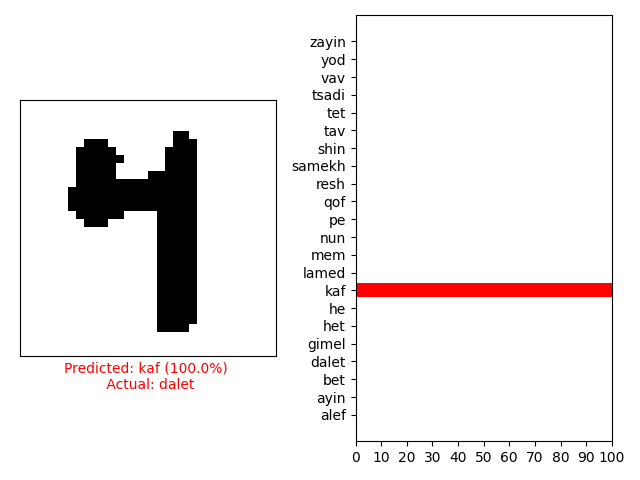 zayin
yod
vav
tsadi
tet
tav
shin
samekh
resh
qof
pe
nun
mem
lamed
kaf
he
het
gimel
dalet
bet
ayin
alef
0 10 20 30 40 50 60 70 80 90 100
Predicted: kaf (100.0%)
Actual: dalet